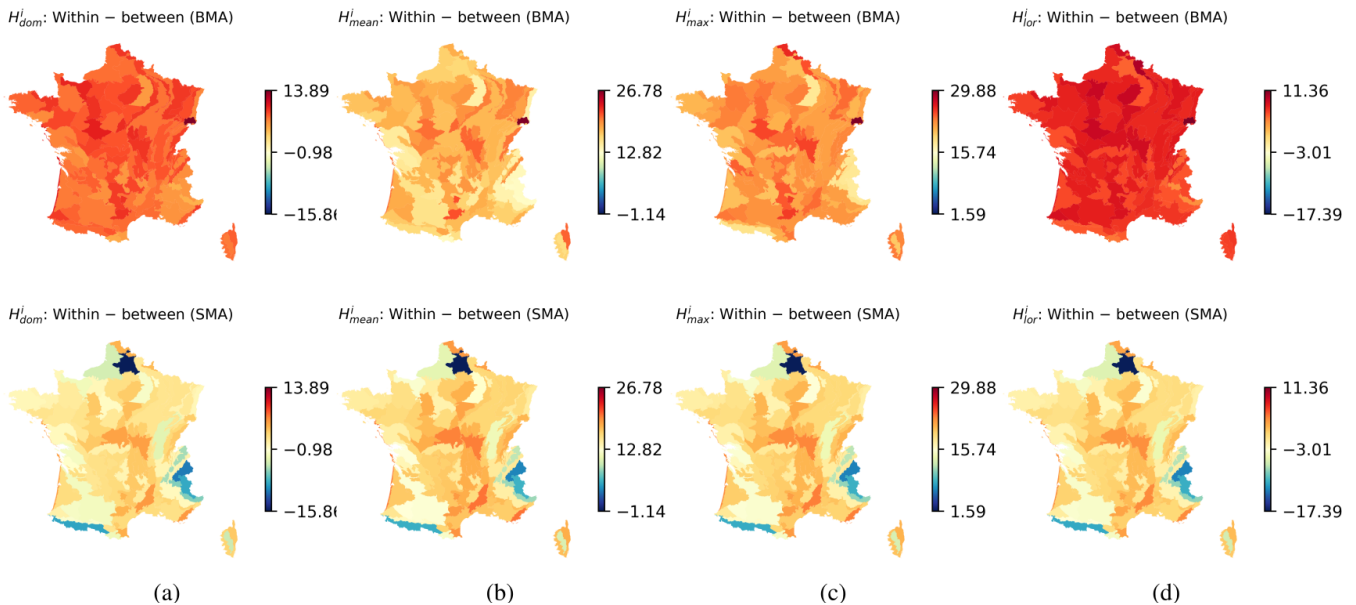 H^i_dom: Within − between (BMA)
H^i_mean: Within − between (BMA)
H^i_max: Within − between (BMA)
H^i_lor: Within − between (BMA)
13.89
−0.98
−15.86
26.78
12.82
−1.14
29.88
15.74
1.59
11.36
−3.01
−17.39
H^i_dom: Within − between (SMA)
H^i_mean: Within − between (SMA)
H^i_max: Within − between (SMA)
H^i_lor: Within − between (SMA)
13.89
−0.98
−15.86
26.78
12.82
−1.14
29.88
15.74
1.59
11.36
−3.01
−17.39
(a)
(b)
(c)
(d)